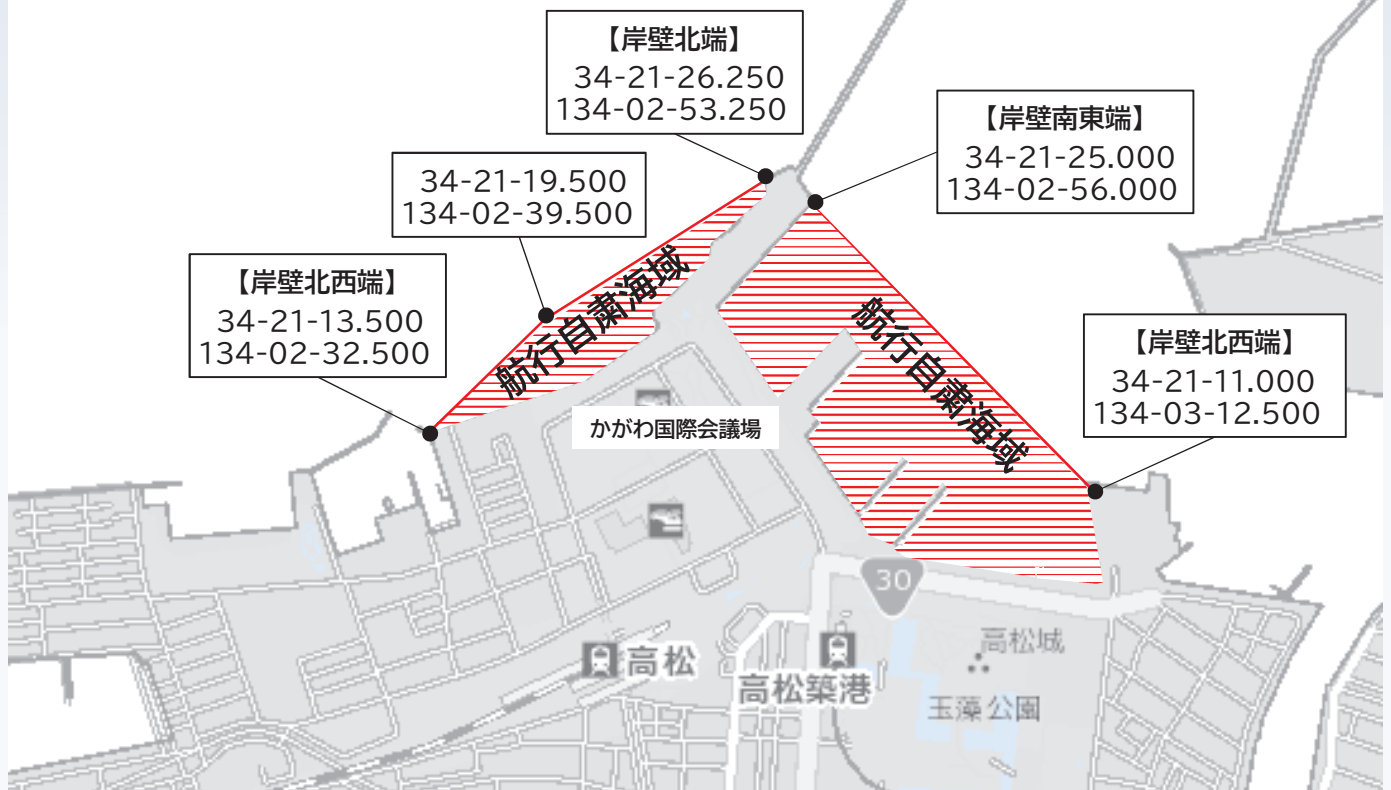 【岸壁北端】
34-21-26.250
134-02-53.250
【岸壁南東端】
34-21-25.000
134-02-56.000
34-21-19.500
134-02-39.500
【岸壁北西端】
34-21-13.500
134-02-32.500
航行自粛海域
航行自粛海域
【岸壁北西端】
34-21-11.000
134-03-12.500
かがわ国際会議場
30
高松
高松築港
高松城
玉藻公園